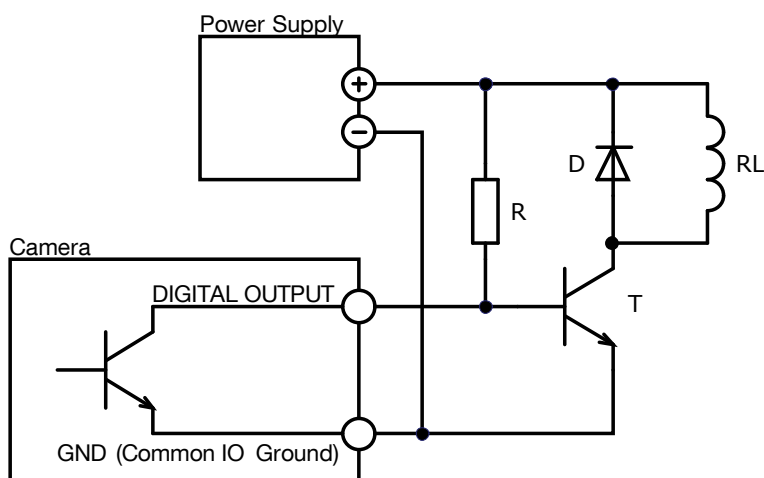 Power Supply
+
−
D
RL
R
Camera
DIGITAL OUTPUT
T
GND (Common IO Ground)